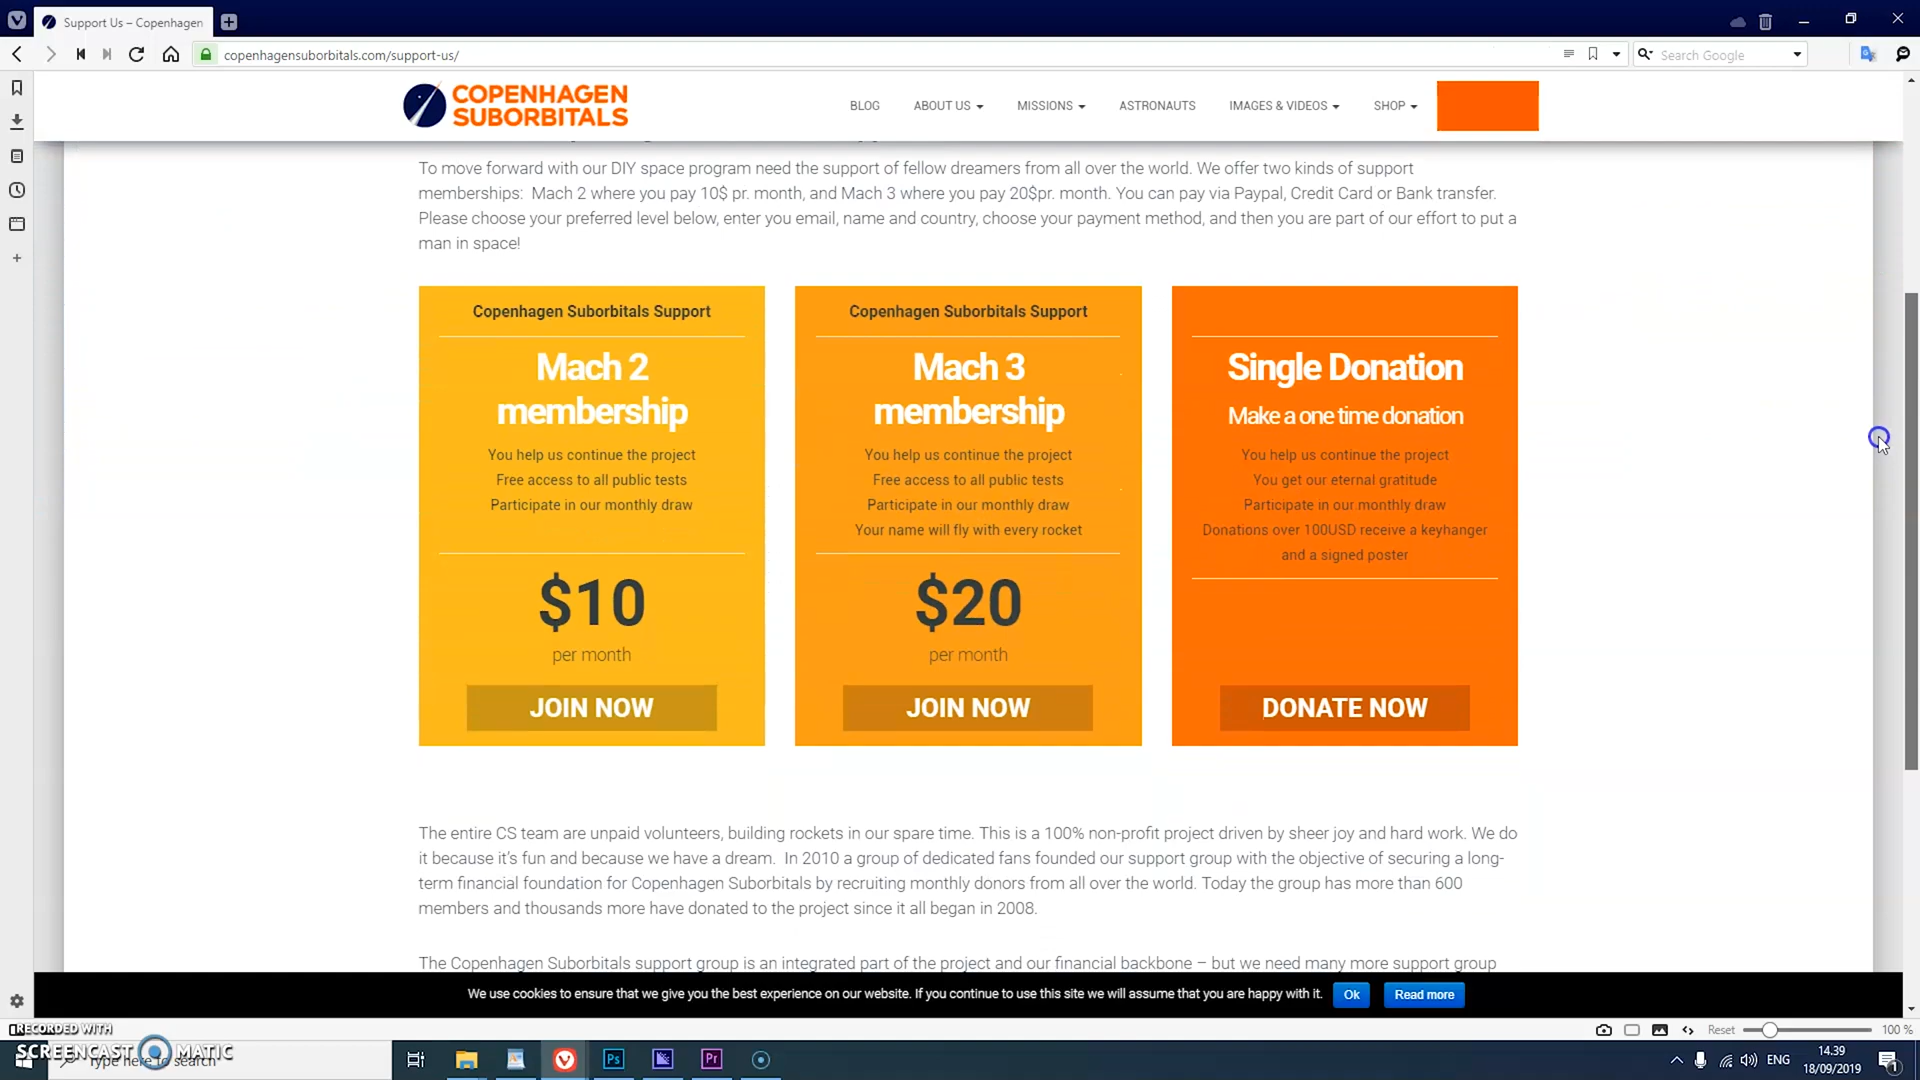 Support Us – Copenhagen
copenhagensuborbitals.com/support-us/
Search Google
COPENHAGEN
SUBORBITALS
BLOG
ABOUT US
MISSIONS
ASTRONAUTS
IMAGES & VIDEOS
SHOP
To move forward with our DIY space program need the support of fellow dreamers from all over the world. We offer two kinds of support
memberships: Mach 2 where you pay 10$ pr. month, and Mach 3 where you pay 20$pr. month. You can pay via Paypal, Credit Card or Bank transfer.
Please choose your preferred level below, enter you email, name and country, choose your payment method, and then you are part of our effort to put a
man in space!
Copenhagen Suborbitals Support
Mach 2
membership
You help us continue the project
Free access to all public tests
Participate in our monthly draw
$10
per month
JOIN NOW
Copenhagen Suborbitals Support
Mach 3
membership
You help us continue the project
Free access to all public tests
Participate in our monthly draw
Your name will fly with every rocket
$20
per month
JOIN NOW
Single Donation
Make a one time donation
You help us continue the project
You get our eternal gratitude
Participate in our monthly draw
Donations over 100USD receive a keyhanger
and a signed poster
DONATE NOW
The entire CS team are unpaid volunteers, building rockets in our spare time. This is a 100% non-profit project driven by sheer joy and hard work. We do
it because it's fun and because we have a dream. In 2010 a group of dedicated fans founded our support group with the objective of securing a long-
term financial foundation for Copenhagen Suborbitals by recruiting monthly donors from all over the world. Today the group has more than 600
members and thousands more have donated to the project since it all began in 2008.
The Copenhagen Suborbitals support group is an integrated part of the project and our financial backbone – but we need many more support group
We use cookies to ensure that we give you the best experience on our website. If you continue to use this site we will assume that you are happy with it.
Ok
Read more
Reset
100 %
RECORDED WITH
SCREENCAST MATIC
Type here to search
Ps
Pr
ENG
14.39
18/09/2019
1